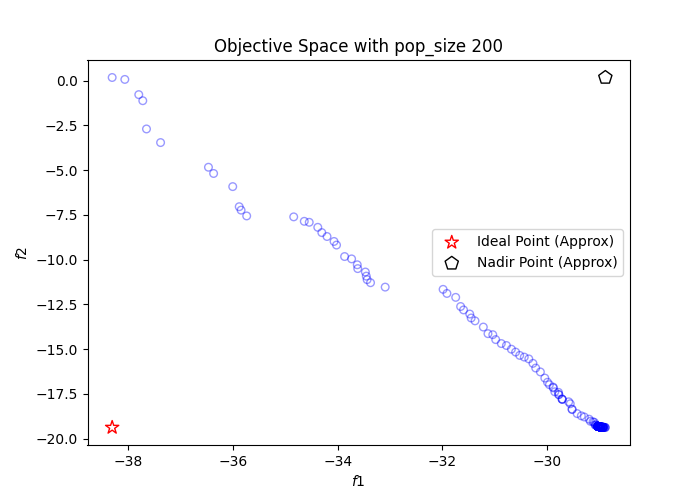 Objective Space with pop_size 200
0.0
−2.5
−5.0
−7.5
−10.0
−12.5
−15.0
−17.5
−20.0
f2
Ideal Point (Approx)
Nadir Point (Approx)
−38
−36
−34
−32
−30
f1